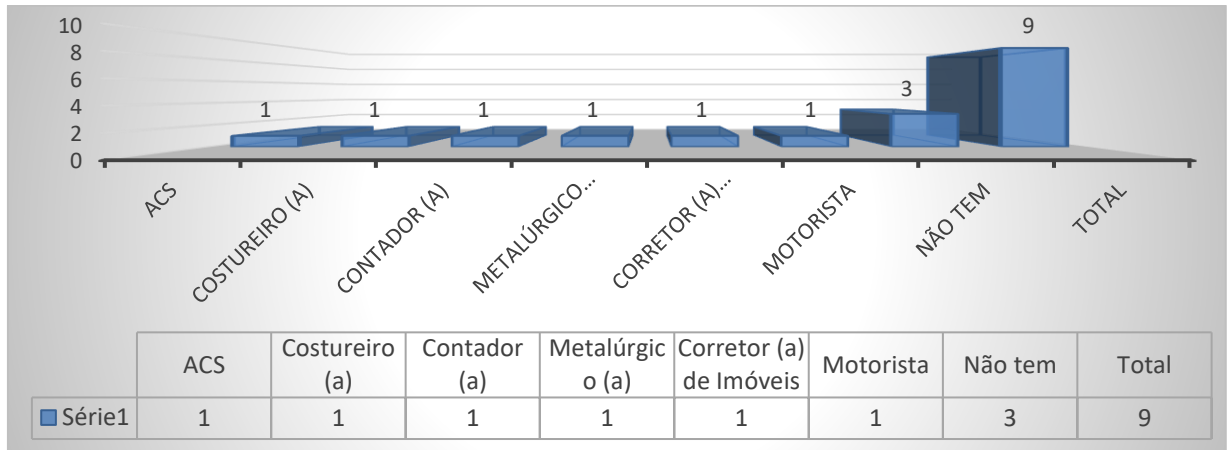 10
8
6
4
2
0
1 1 1 1 1 1 3 9
ACS
COSTUREIRO (A)
CONTADOR (A)
METALÚRGICO...
CORRETOR (A)...
MOTORISTA
NÃO TEM
TOTAL
ACS Costureiro (a) Contador (a) Metalúrgic o (a) Corretor (a) de Imóveis Motorista Não tem Total
Série1 1 1 1 1 1 1 3 9